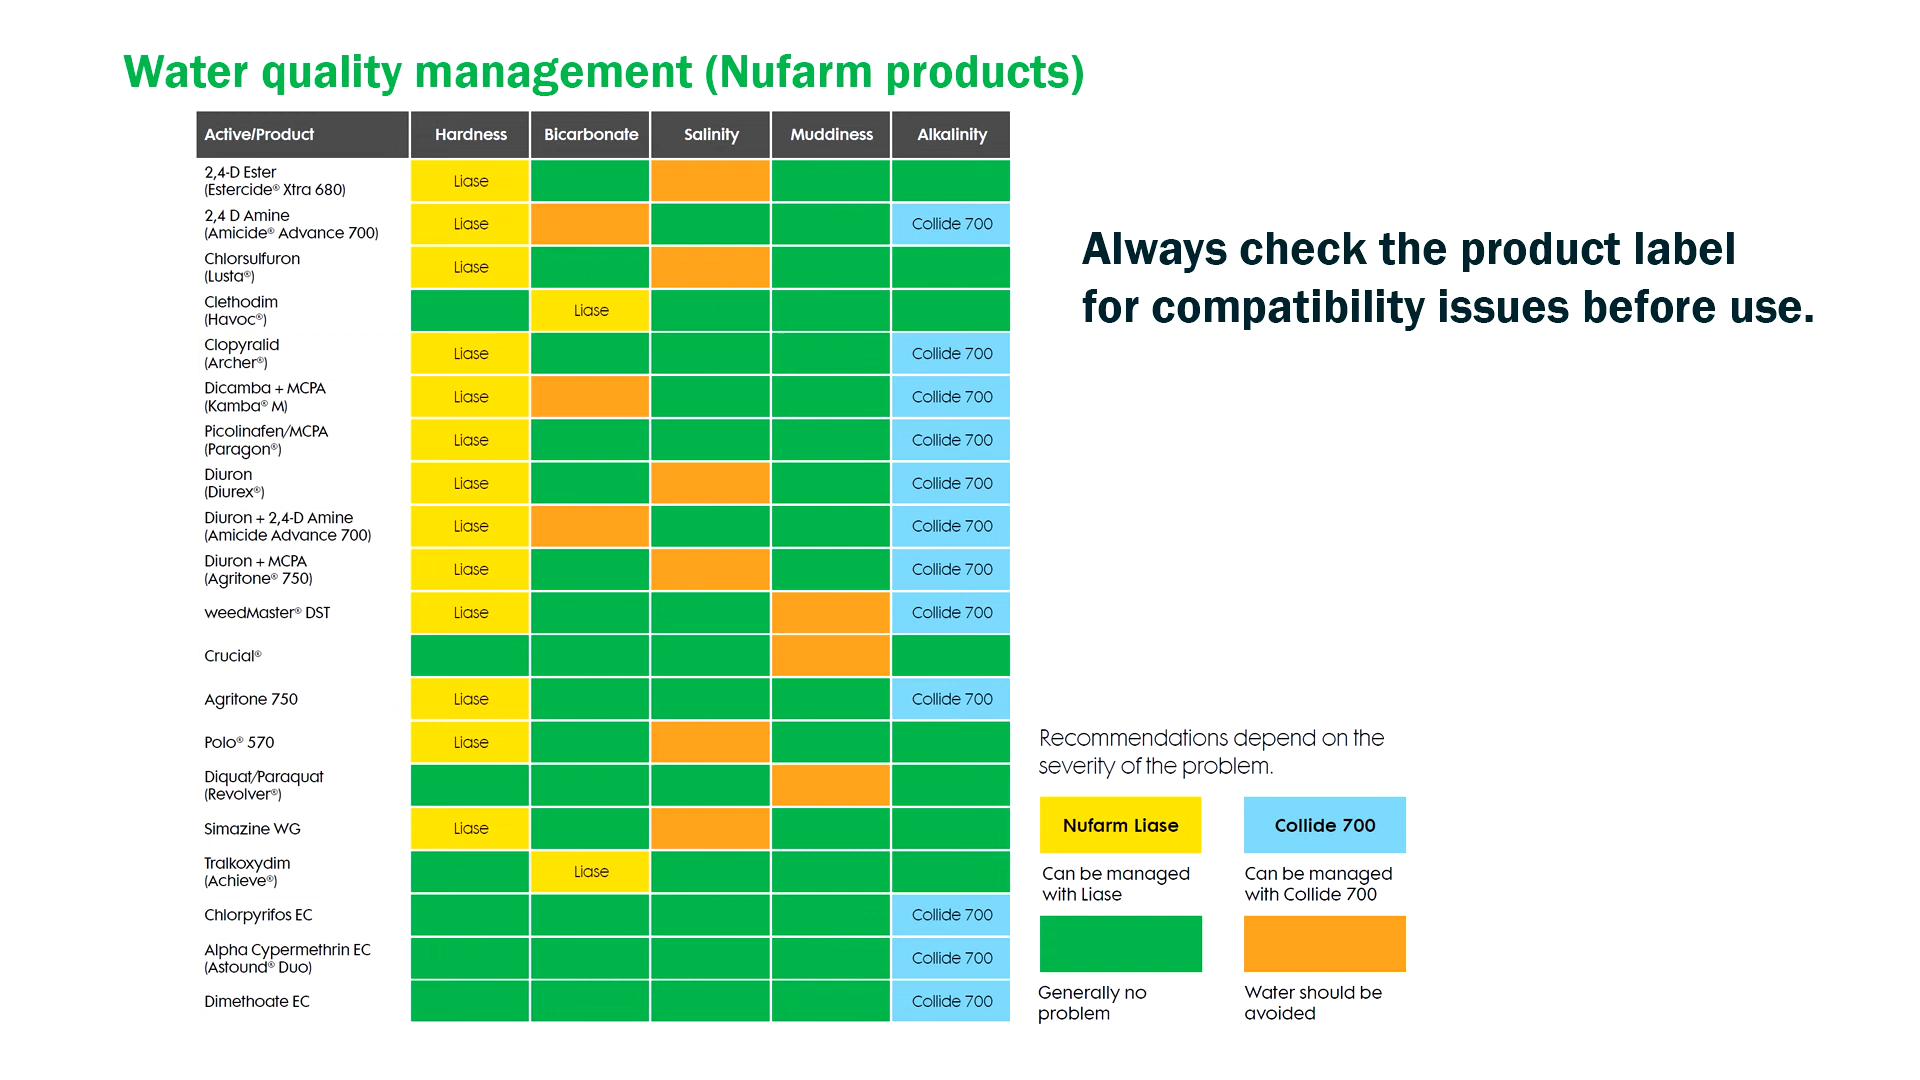 Water quality management (Nufarm products)
Active/Product Hardness Bicarbonate Salinity Muddiness Alkalinity
2,4-D Ester
(Estercide® Xtra 680) Liase
2,4 D Amine
(Amicide® Advance 700) Liase Collide 700
Chlorsulfuron
(Lusta®) Liase
Clethodim
(Havoc®) Liase
Clopyralid
(Archer®) Liase Collide 700
Dicamba + MCPA
(Kamba® M) Liase Collide 700
Picolinafen/MCPA
(Paragon®) Liase Collide 700
Diuron
(Diurex®) Liase Collide 700
Diuron + 2,4-D Amine
(Amicide Advance 700) Liase Collide 700
Diuron + MCPA
(Agritone® 750) Liase Collide 700
weedMaster® DST Liase Collide 700
Crucial®
Agritone 750 Liase Collide 700
Polo® 570 Liase
Diquat/Paraquat
(Revolver®)
Simazine WG Liase
Tralkoxydim
(Achieve®) Liase
Chlorpyrifos EC Collide 700
Alpha Cypermethrin EC
(Astound® Duo) Collide 700
Dimethoate EC Collide 700
Always check the product label
for compatibility issues before use.
Recommendations depend on the
severity of the problem.
Nufarm Liase
Can be managed
with Liase
Collide 700
Can be managed
with Collide 700
Generally no
problem
Water should be
avoided